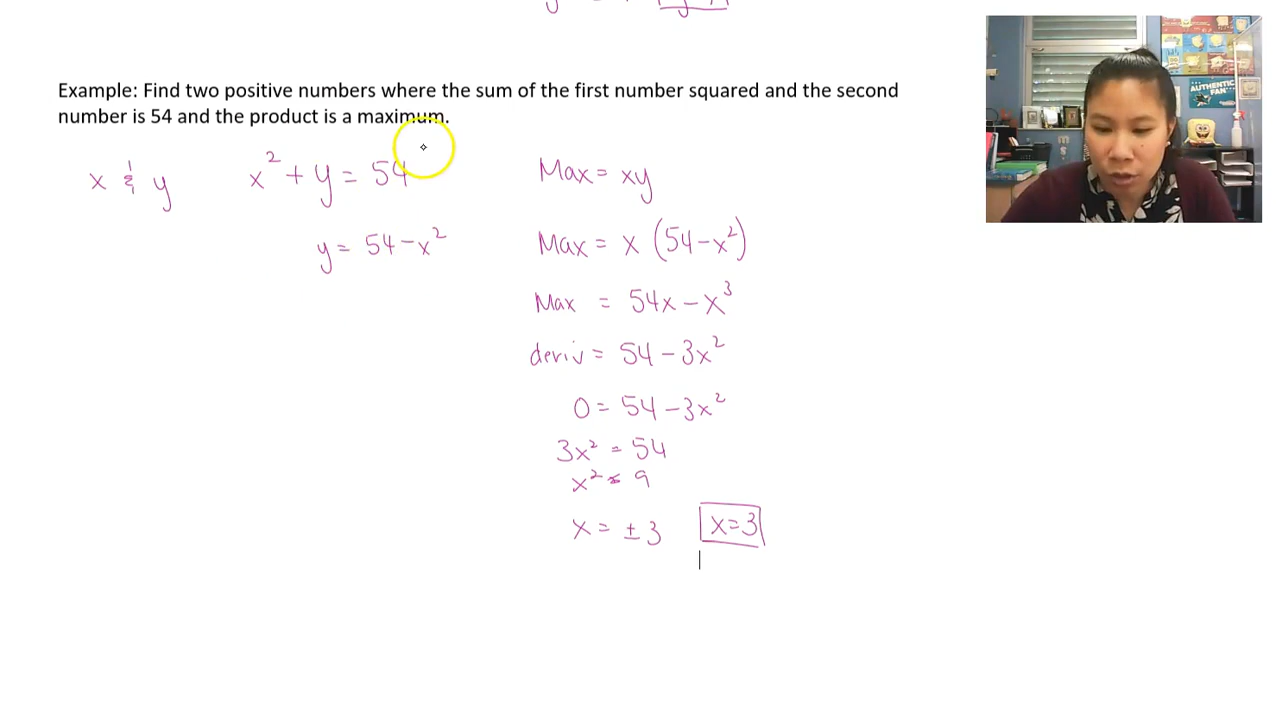 Example: Find two positive numbers where the sum of the first number squared and the second
number is 54 and the product is a maximum.
x & y
x² + y = 54
y = 54 - x²
Max = xy
Max = x (54 - x²)
Max = 54x - x³
deriv = 54 - 3x²
0 = 54 - 3x²
3x² = 54
x² = 9
x = ± 3
x = 3
AUTHENTIC
FAN